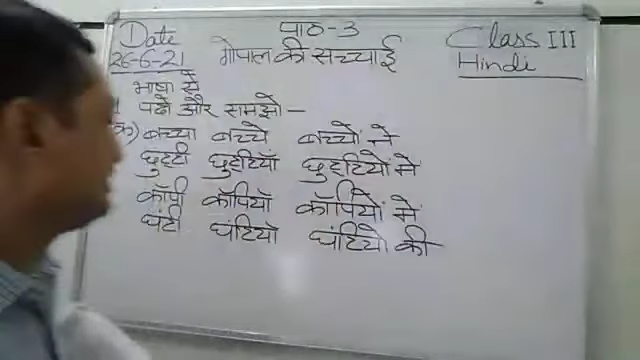 Date
26-6-21
पाठ-3
गोपाल की सच्चाई
Class III
Hindi
भाषा से
पढ़ो और समझो —
(क) बच्चा बच्चे बच्चों ने
छुट्टी छुट्टियाँ छुट्टियों में
कॉपी कॉपियाँ कॉपियों में
घंटी घंटियाँ घंटियों की